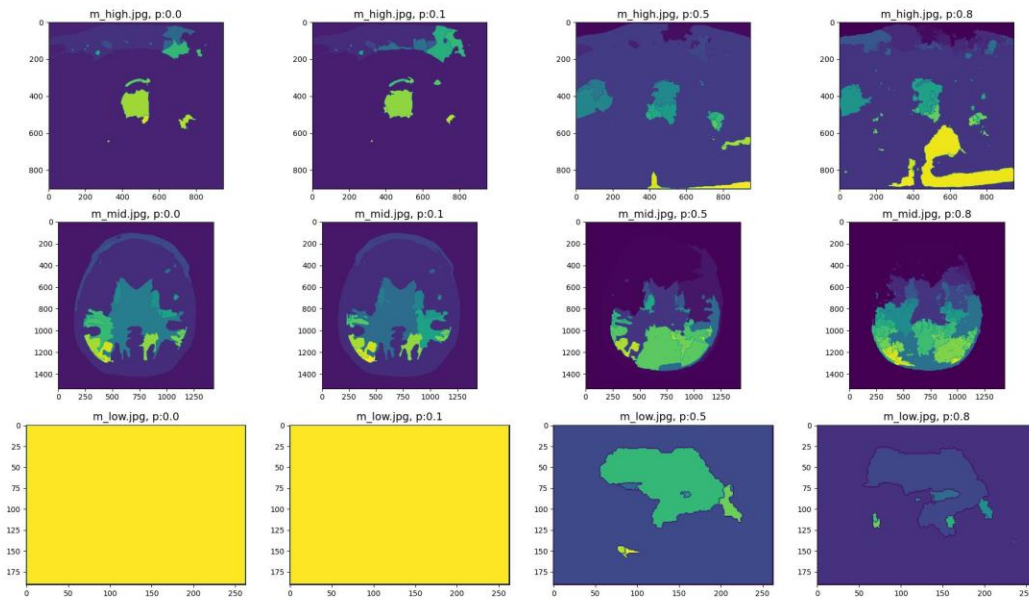 m_high.jpg, p:0.0 m_high.jpg, p:0.1 m_high.jpg, p:0.5 m_high.jpg, p:0.8
0 0 0 0
200 200 200 200
400 400 400 400
600 600 600 600
800 800 800 800
0 200 400 600 800 0 200 400 600 800 0 200 400 600 800 0 200 400 600 800
m_mid.jpg, p:0.0 m_mid.jpg, p:0.1 m_mid.jpg, p:0.5 m_mid.jpg, p:0.8
0 0 0 0
200 200 200 200
400 400 400 400
600 600 600 600
800 800 800 800
1000 1000 1000 1000
1200 1200 1200 1200
1400 1400 1400 1400
0 250 500 750 1000 1250 0 250 500 750 1000 1250 0 250 500 750 1000 1250 0 250 500 750 1000 1250
m_low.jpg, p:0.0 m_low.jpg, p:0.1 m_low.jpg, p:0.5 m_low.jpg, p:0.8
0 0 0 0
25 25 25 25
50 50 50 50
75 75 75 75
100 100 100 100
125 125 125 125
150 150 150 150
175 175 175 175
0 50 100 150 200 250 0 50 100 150 200 250 0 50 100 150 200 250 0 50 100 150 200 250